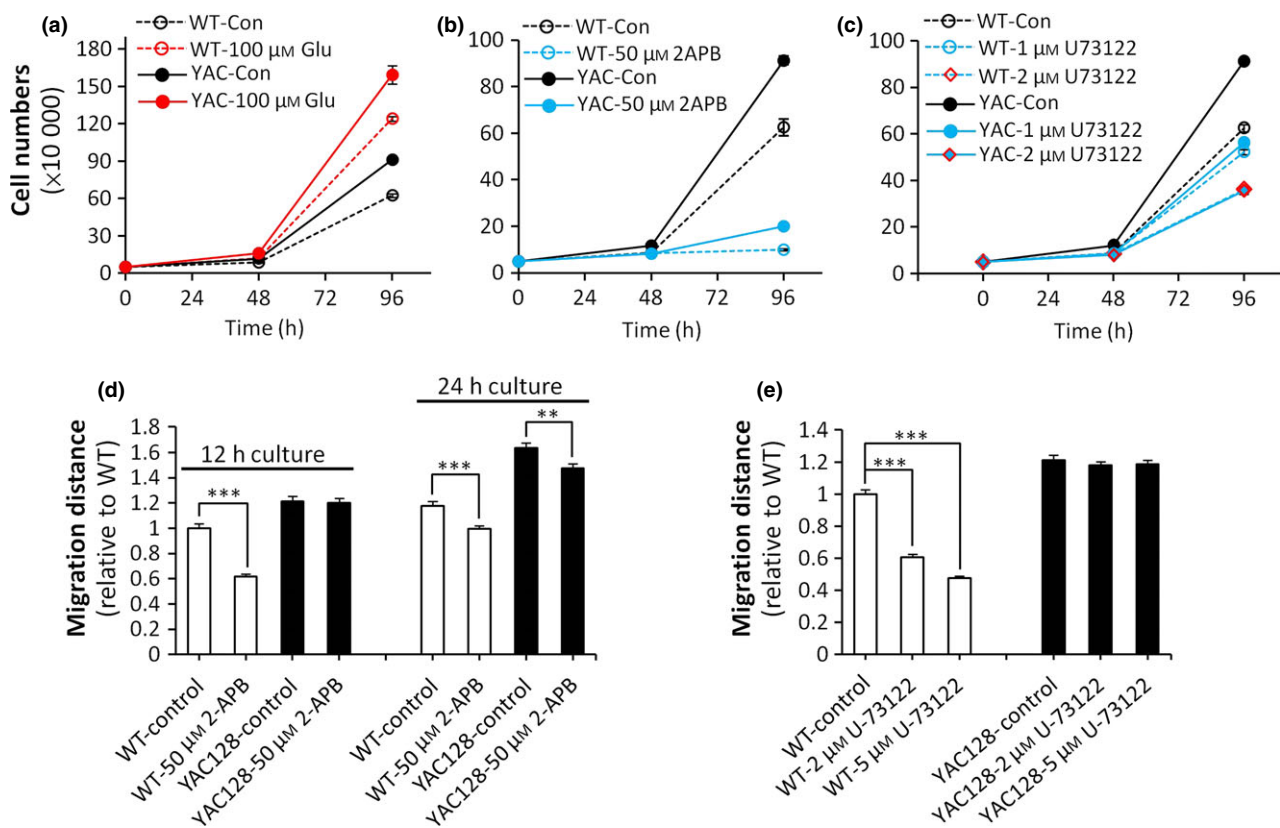 (a)
WT-Con
WT-100 µM Glu
YAC-Con
YAC-100 µM Glu
Cell numbers
(×10 000)
180
150
120
90
60
30
0
0 24 48 72 96
Time (h)
(b)
WT-Con
WT-50 µM 2APB
YAC-Con
YAC-50 µM 2APB
100
80
60
40
20
0
0 24 48 72 96
Time (h)
(c)
WT-Con
WT-1 µM U73122
WT-2 µM U73122
YAC-Con
YAC-1 µM U73122
YAC-2 µM U73122
100
80
60
40
20
0
0 24 48 72 96
Time (h)
(d)
Migration distance
(relative to WT)
1.8
1.6
1.4
1.2
1
0.8
0.6
0.4
0.2
0
12 h culture
***
24 h culture
***
**
WT-control
WT-50 µM 2-APB
YAC128-control
YAC128-50 µM 2-APB
WT-control
WT-50 µM 2-APB
YAC128-control
YAC128-50 µM 2-APB
(e)
Migration distance
(relative to WT)
1.4
1.2
1
0.8
0.6
0.4
0.2
0
***
***
WT-control
WT-2 µM U-73122
WT-5 µM U-73122
YAC128-control
YAC128-2 µM U-73122
YAC128-5 µM U-73122